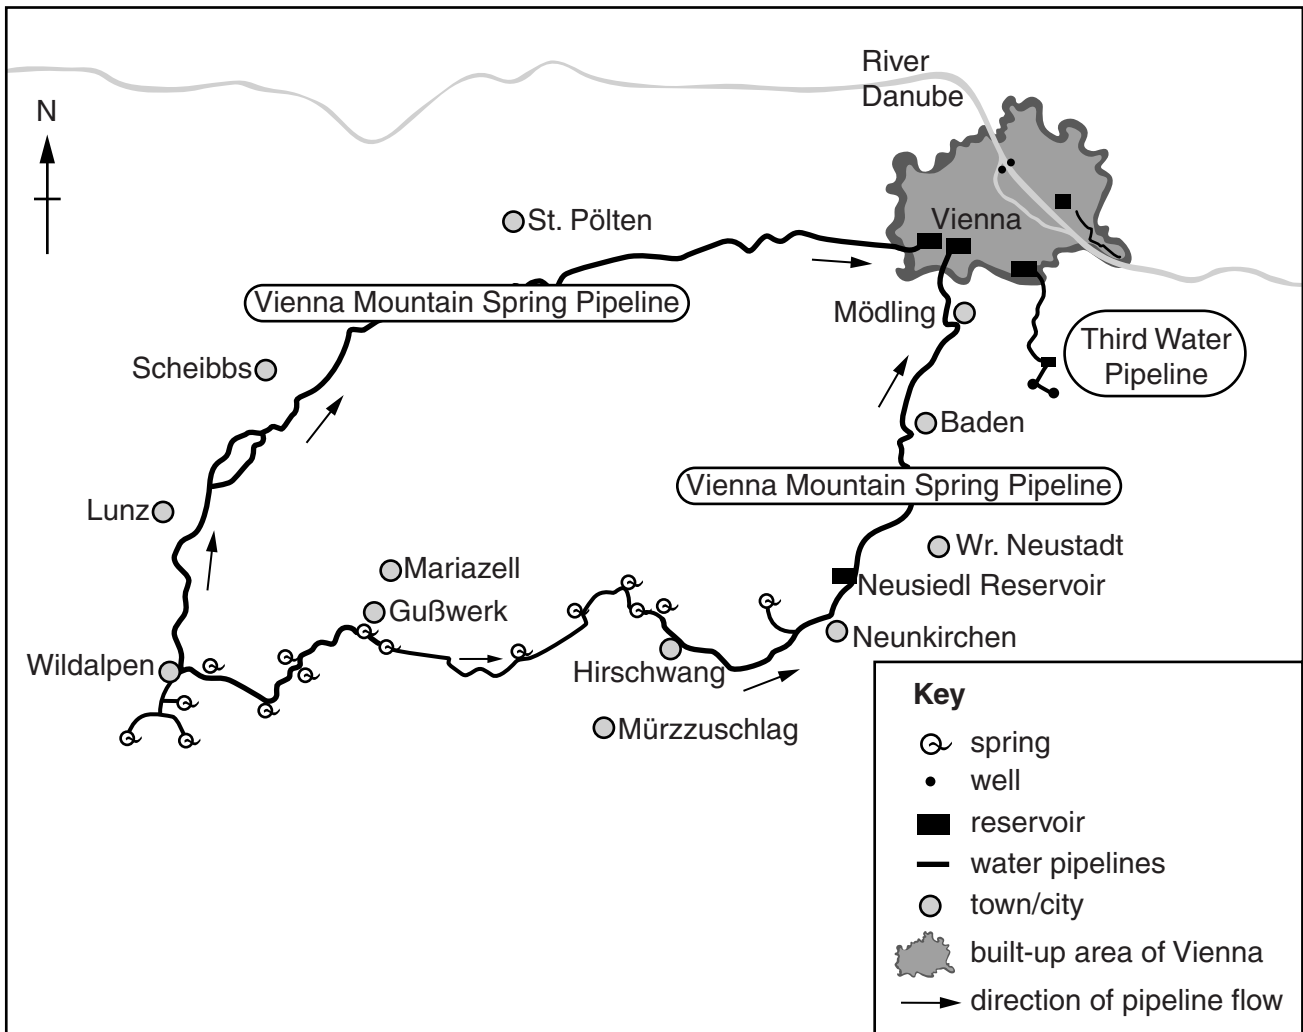 River
Danube
N
St. Pölten
Vienna
Vienna Mountain Spring Pipeline
Mödling
Third Water
Pipeline
Scheibbs
Baden
Vienna Mountain Spring Pipeline
Lunz
Wr. Neustadt
Mariazell
Neusiedl Reservoir
Gußwerk
Neunkirchen
Wildalpen
Hirschwang
Mürzzuschlag
Key
spring
well
reservoir
water pipelines
town/city
built-up area of Vienna
direction of pipeline flow